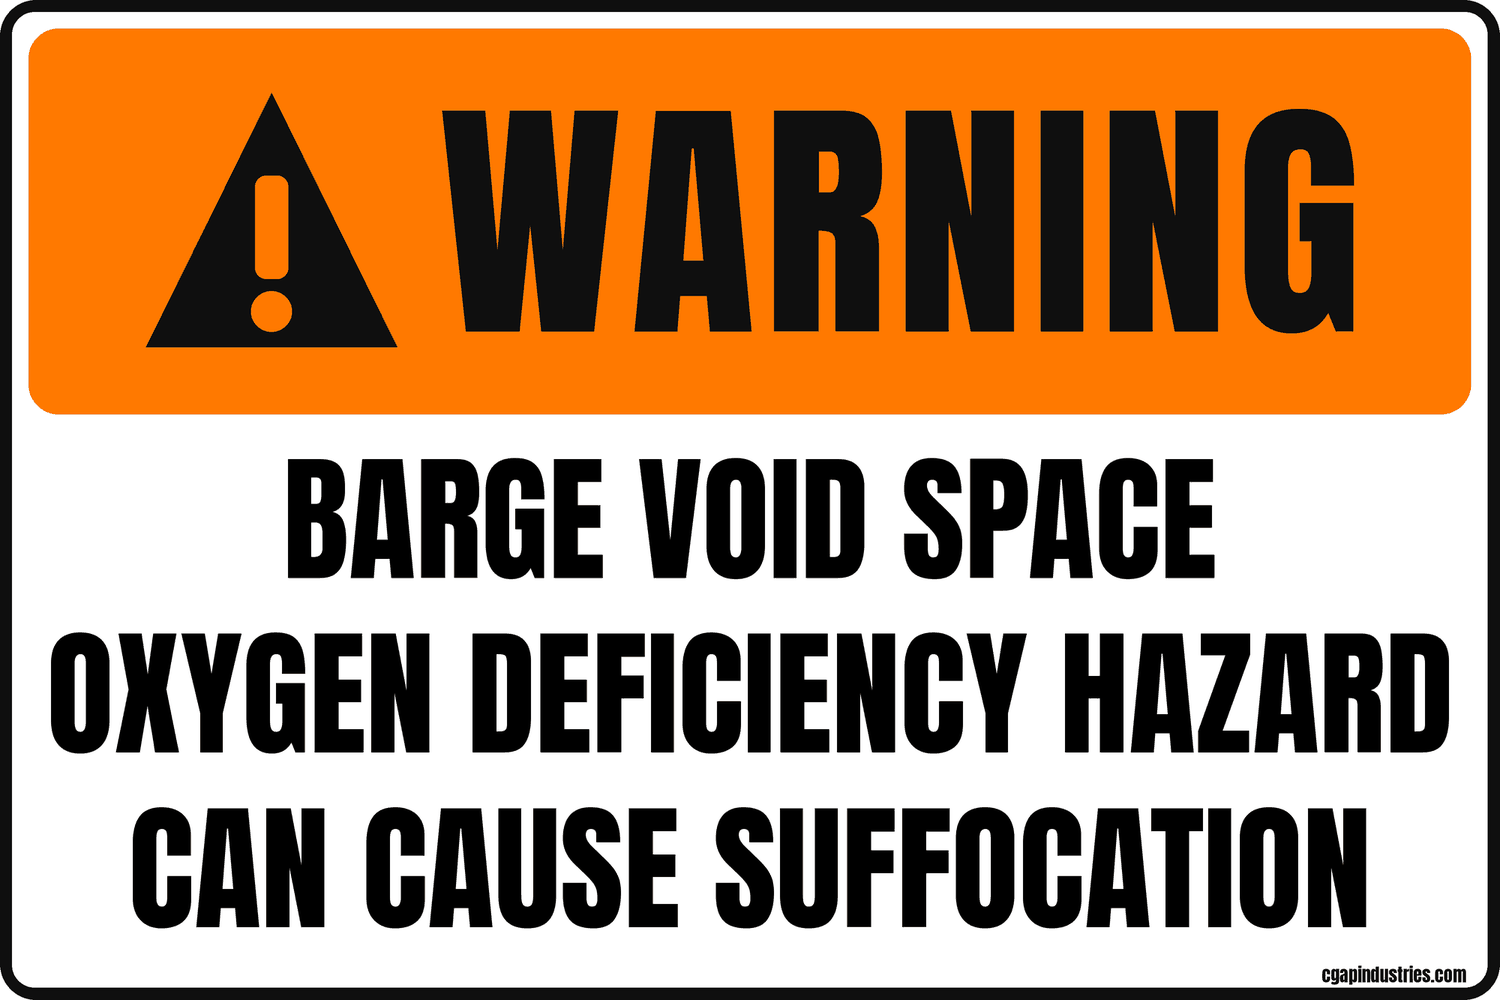 WARNING
BARGE VOID SPACE
OXYGEN DEFICIENCY HAZARD
CAN CAUSE SUFFOCATION
cgapindustries.com